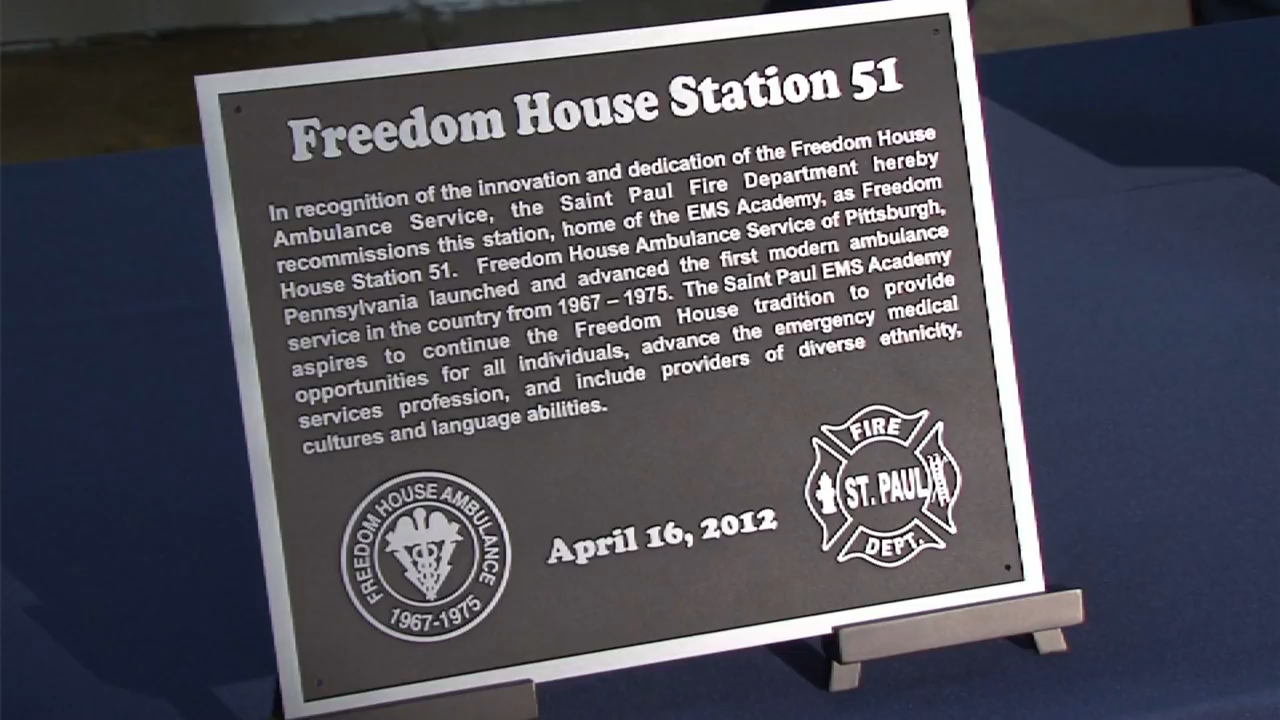 Freedom House Station 51
In recognition of the innovation and dedication of the Freedom House
Ambulance Service, the Saint Paul Fire Department hereby
recommissions this station, home of the EMS Academy, as Freedom
House Station 51. Freedom House Ambulance Service of Pittsburgh,
Pennsylvania launched and advanced the first modern ambulance
service in the country from 1967 – 1975. The Saint Paul EMS Academy
aspires to continue the Freedom House tradition to provide
opportunities for all individuals, advance the emergency medical
services profession, and include providers of diverse ethnicity,
cultures and language abilities.
FREEDOM HOUSE AMBULANCE
1967-1975
April 16, 2012
FIRE
ST. PAUL
DEPT.